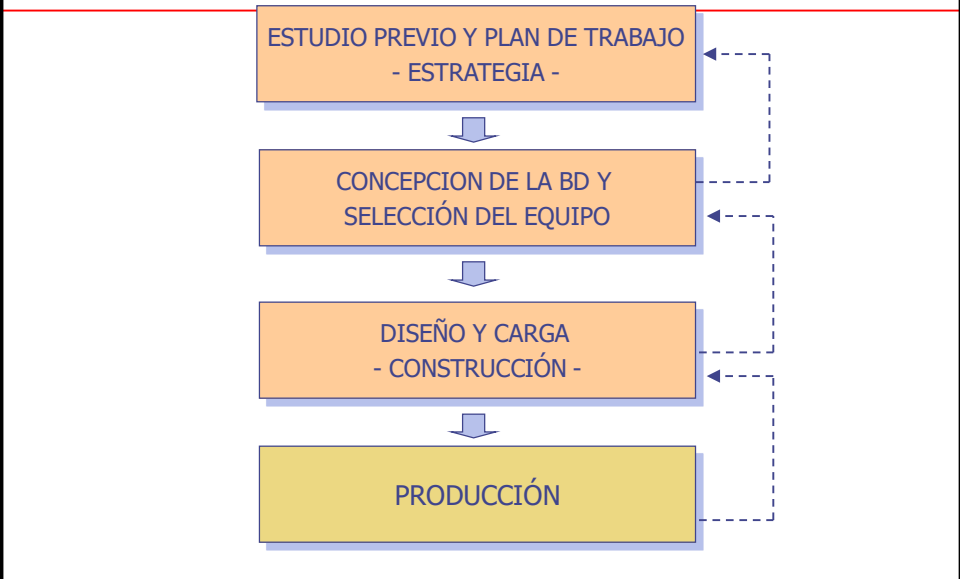 ESTUDIO PREVIO Y PLAN DE TRABAJO
- ESTRATEGIA -
CONCEPCION DE LA BD Y
SELECCIÓN DEL EQUIPO
DISEÑO Y CARGA
- CONSTRUCCIÓN -
PRODUCCIÓN